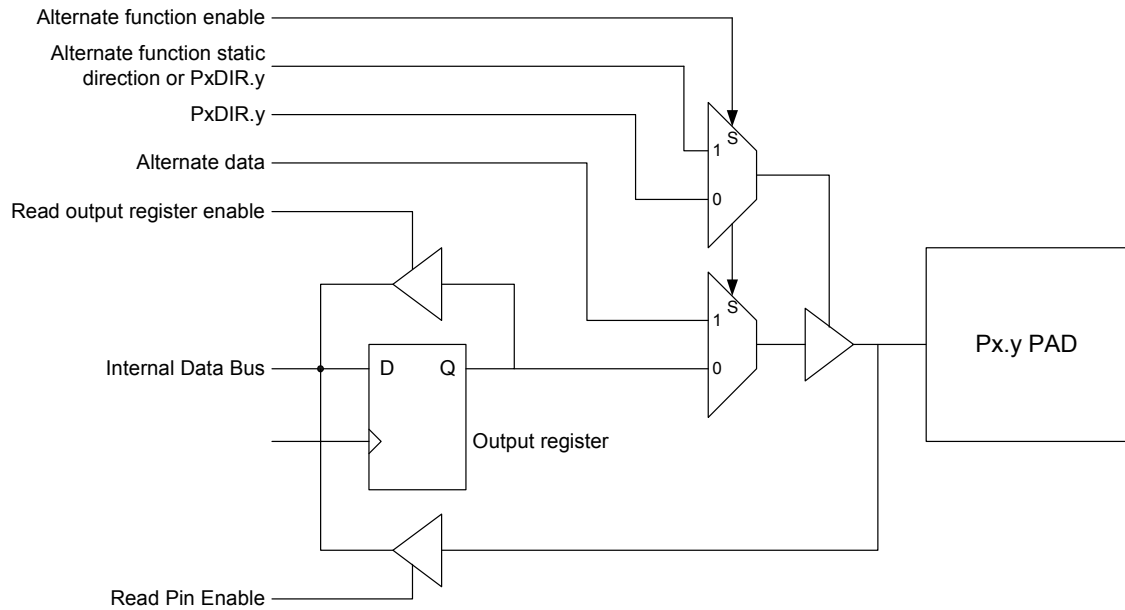 Alternate function enable
Alternate function static
direction or PxDIR.y
PxDIR.y
Alternate data
Read output register enable
S
1
0
S
1
0
Px.y PAD
Internal Data Bus
D Q
Output register
Read Pin Enable